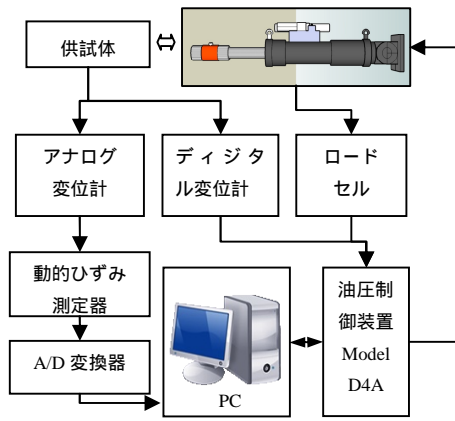 供試体
アナログ
変位計
ディジタ
ル変位計
ロード
セル
動的ひずみ
測定器
A/D 変換器
PC
油圧制
御装置
Model
D4A